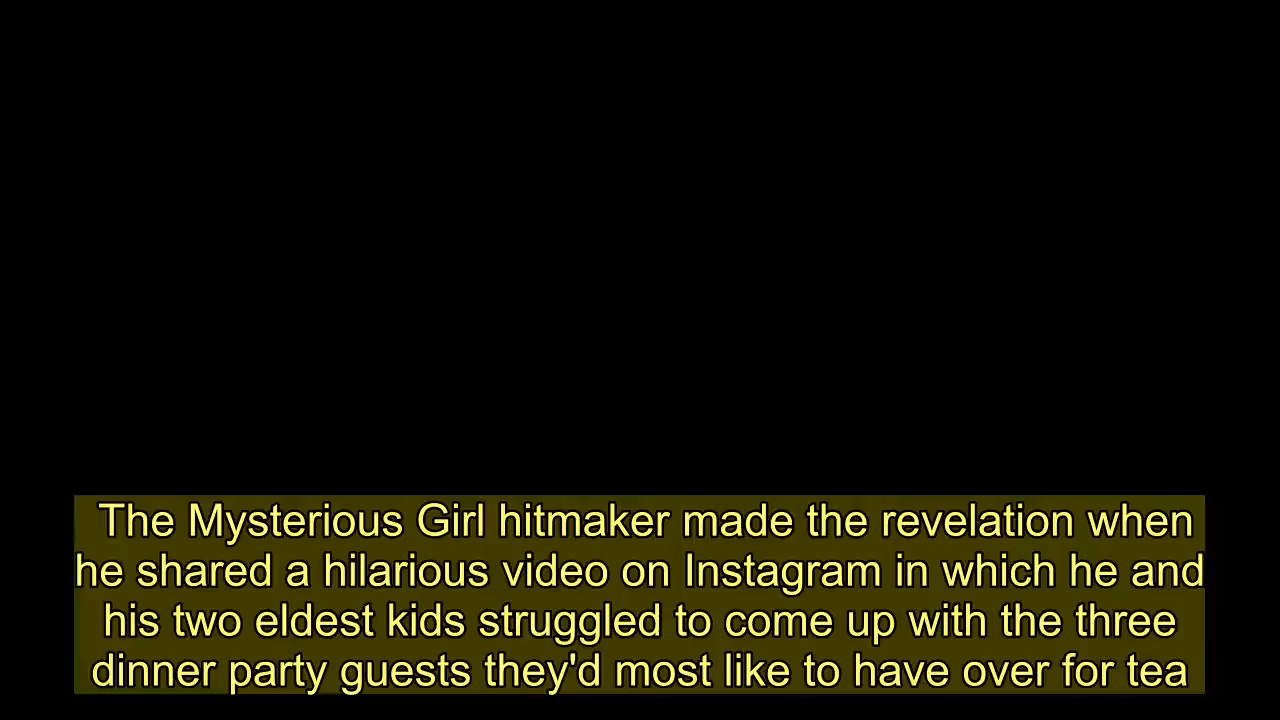 The Mysterious Girl hitmaker made the revelation when
he shared a hilarious video on Instagram in which he and
his two eldest kids struggled to come up with the three
dinner party guests they'd most like to have over for tea